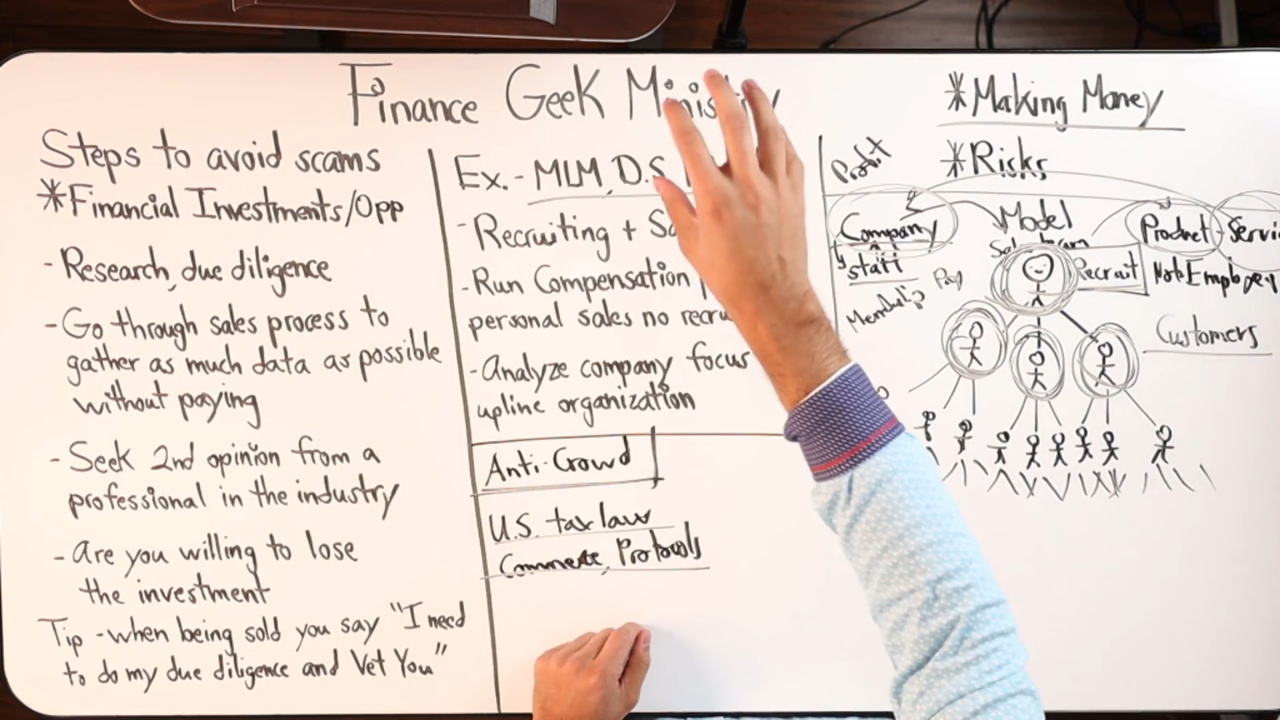 Finance Geek Ministry
Steps to avoid scams
*Financial Investments/Opp
- Research, due diligence
- Go through sales process to
gather as much data as possible
without paying
- Seek 2nd opinion from a
professional in the industry
- Are you willing to lose
the investment
Tip - when being sold you say "I need
to do my due diligence and Vet You"
Ex. - MLM, D.S
- Recruiting +
- Run Compensation
personal sales no
- Analyze company focus
upline organization
Anti-Crowd
U.S. tax law
Commerce, Protocols
*Making Money
*Risks
Profit
Company
Model
Product
staff
Sales team
Recruit
Not Employee
Pay
Customers